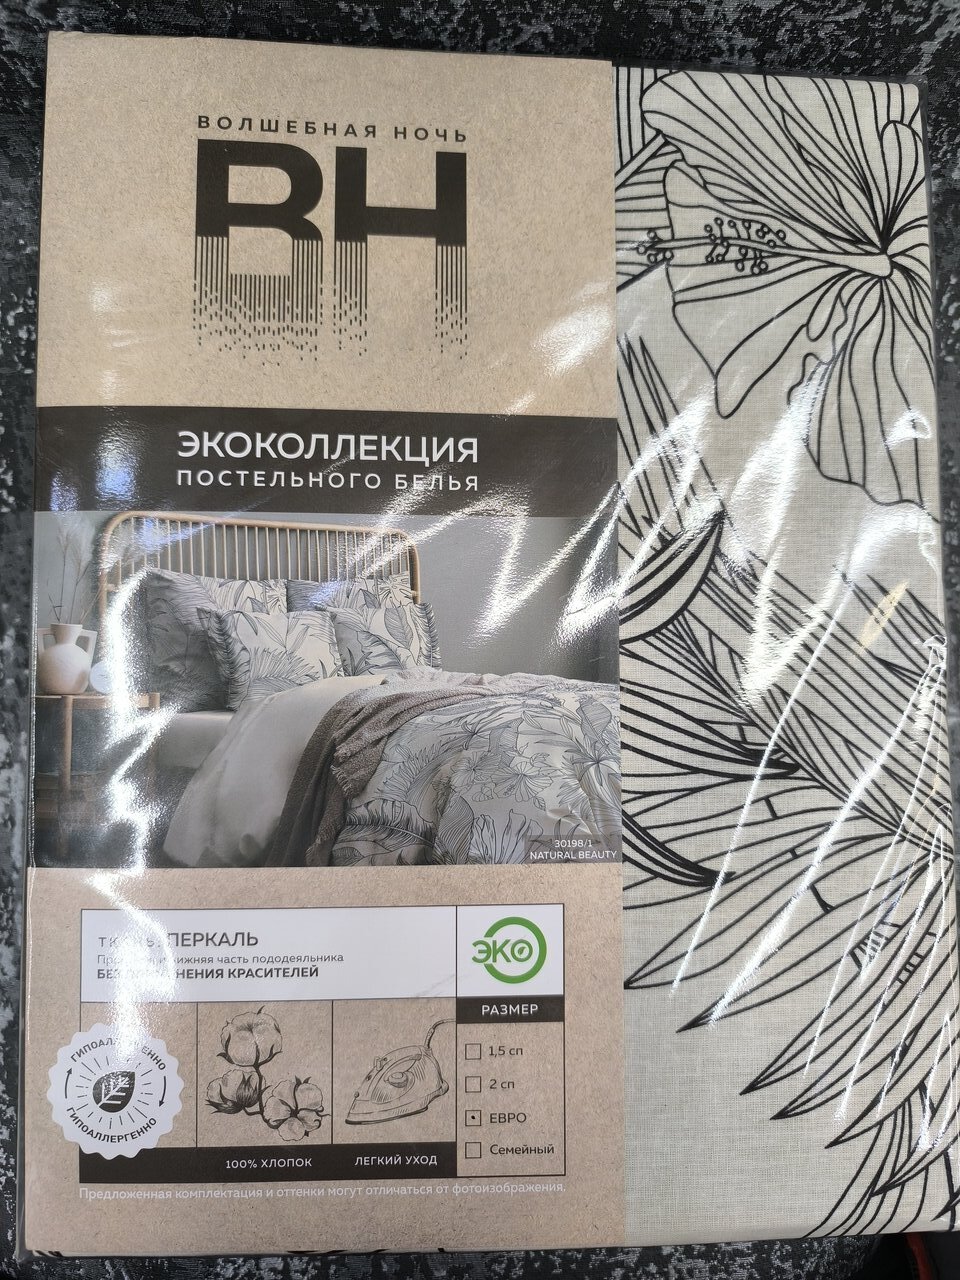 ВОЛШЕБНАЯ НОЧЬ
ВН
ЭКОКОЛЛЕКЦИЯ
ПОСТЕЛЬНОГО БЕЛЬЯ
30198/1
NATURAL BEAUTY
ПЕРКАЛЬ
нижняя часть пододеяльника
КРАСИТЕЛЕЙ
ЭКО
РАЗМЕР
1,5 сп
2 сп
ЕВРО
Семейный
ГИПОАЛЛЕРГЕННО
100% ХЛОПОК
ЛЕГКИЙ УХОД
Предложенная комплектация и оттенки могут отличаться от фотоизображения.